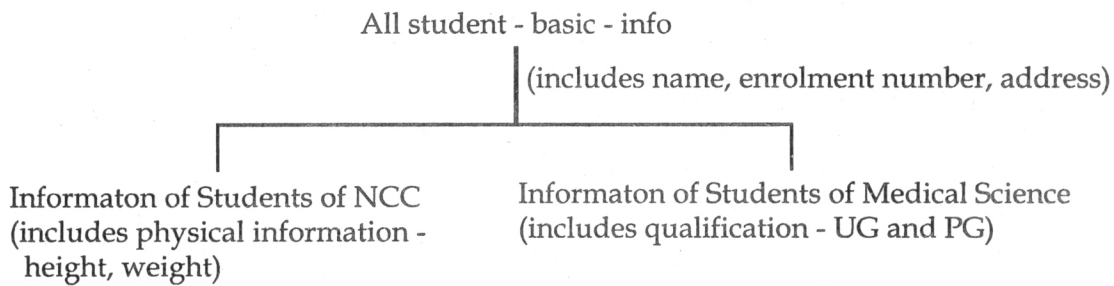 All student - basic - info
(includes name, enrolment number, address)
Informaton of Students of NCC
(includes physical information -
height, weight)
Informaton of Students of Medical Science
(includes qualification - UG and PG)